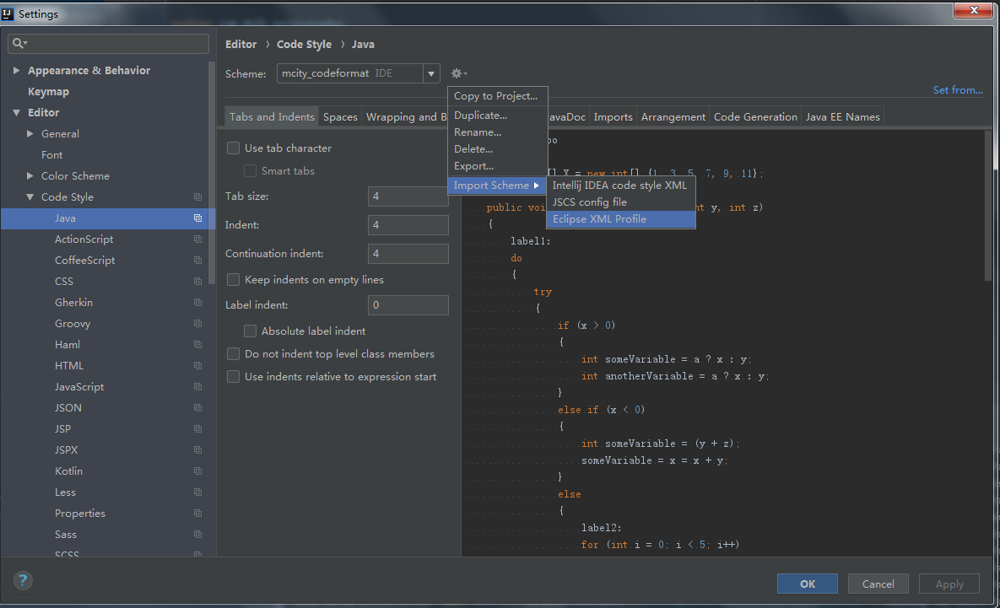 Settings
Editor › Code Style › Java
Scheme: mcity_codeformat IDE
Set from...
Appearance & Behavior
Keymap
Editor
General
Font
Color Scheme
Code Style
Java
ActionScript
CoffeeScript
CSS
Gherkin
Groovy
Haml
HTML
JavaScript
JSON
JSP
JSPX
Kotlin
Less
Properties
Sass
SCSS
Copy to Project...
Duplicate...
Rename...
Delete...
Export...
Import Scheme
Intellij IDEA code style XML
JSCS config file
Eclipse XML Profile
Tabs and Indents Spaces Wrapping and B avaDoc Imports Arrangement Code Generation Java EE Names
Use tab character
Smart tabs
Tab size: 4
Indent: 4
Continuation indent: 4
Keep indents on empty lines
Label indent: 0
Absolute label indent
Do not indent top level class members
Use indents relative to expression start
oo
[] X = new int[] {1, 3, 5, 7, 9, 11};
public voi nt y, int z)
{
label1:
do
{
try
{
if (x > 0)
{
int someVariable = a ? x : y;
int anotherVariable = a ? x : y;
}
else if (x < 0)
{
int someVariable = (y + z);
someVariable = x = x + y;
}
else
{
label2:
for (int i = 0; i < 5; i++)
?
OK Cancel Apply